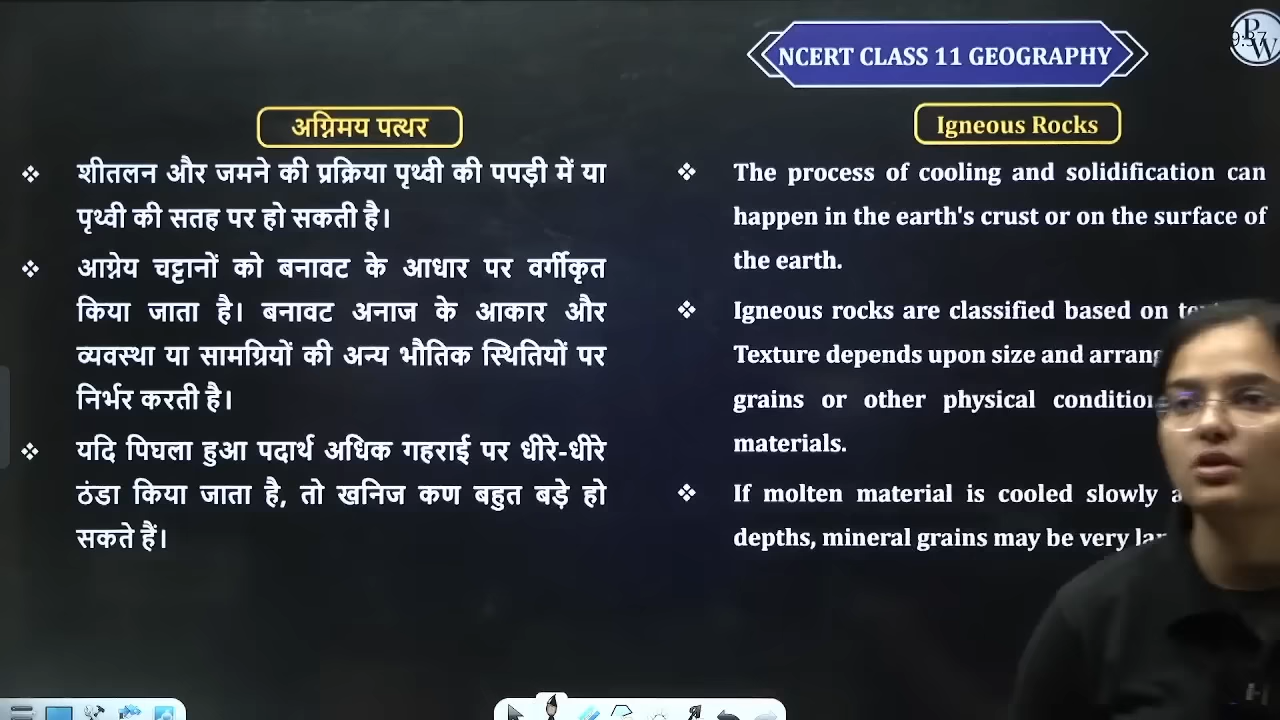 NCERT CLASS 11 GEOGRAPHY
PW
अग्निमय पत्थर
शीतलन और जमने की प्रक्रिया पृथ्वी की पपड़ी में या
पृथ्वी की सतह पर हो सकती है।
आग्नेय चट्टानों को बनावट के आधार पर वर्गीकृत
किया जाता है। बनावट अनाज के आकार और
व्यवस्था या सामग्रियों की अन्य भौतिक स्थितियों पर
निर्भर करती है।
यदि पिघला हुआ पदार्थ अधिक गहराई पर धीरे-धीरे
ठंडा किया जाता है, तो खनिज कण बहुत बड़े हो
सकते हैं।
Igneous Rocks
The process of cooling and solidification can
happen in the earth's crust or on the surface of
the earth.
Igneous rocks are classified based on
Texture depends upon size and
grains or other physical
materials.
If molten material is cooled slowly
depths, mineral grains may be very